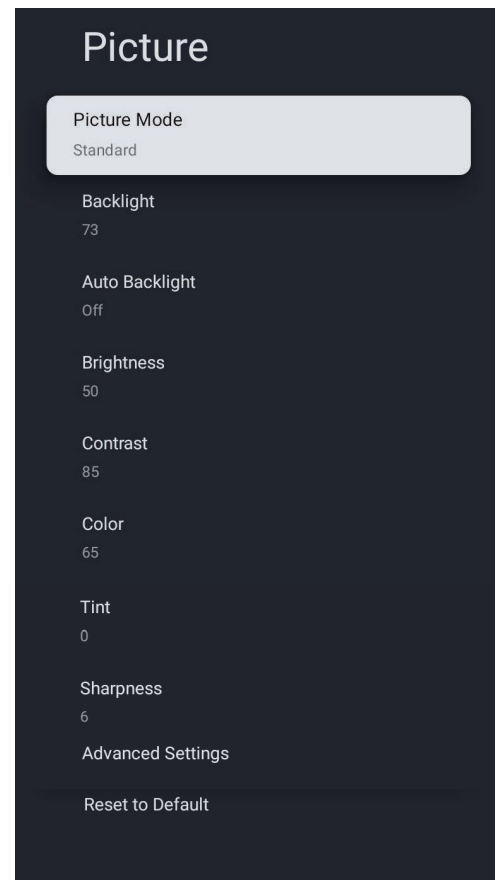 Picture
Picture Mode
Standard
Backlight
73
Auto Backlight
Off
Brightness
50
Contrast
85
Color
65
Tint
0
Sharpness
6
Advanced Settings
Reset to Default